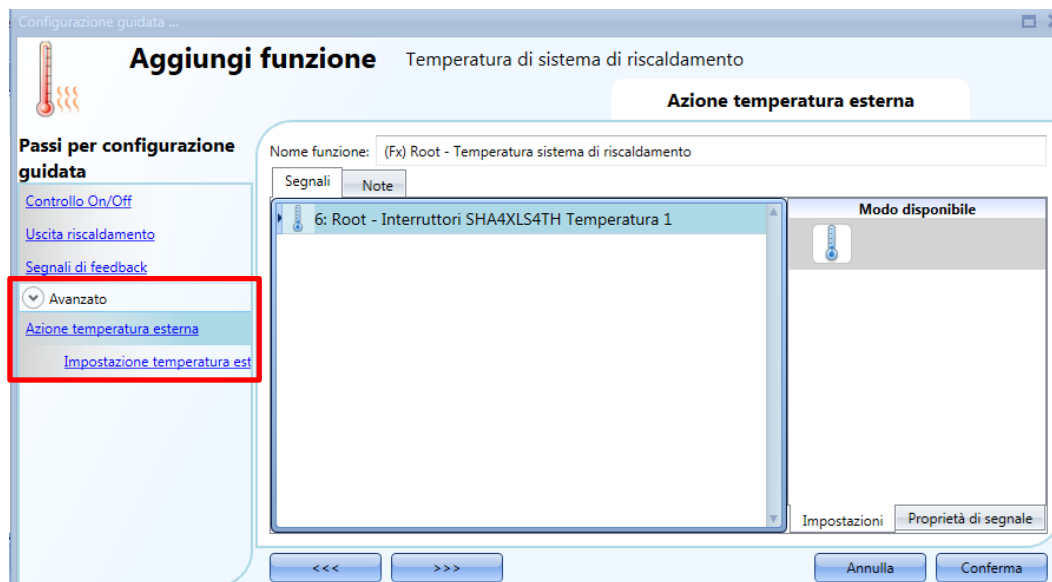 Configurazione guidata ...
Aggiungi funzione Temperatura di sistema di riscaldamento
Azione temperatura esterna
Passi per configurazione
guidata
Controllo On/Off
Uscita riscaldamento
Segnali di feedback
Avanzato
Azione temperatura esterna
Impostazione temperatura est
Nome funzione: (Fx) Root - Temperatura sistema di riscaldamento
Segnali Note
6: Root - Interruttori SHA4XLS4TH Temperatura 1
Modo disponibile
Impostazioni Proprietà di segnale
<<< >>> Annulla Conferma